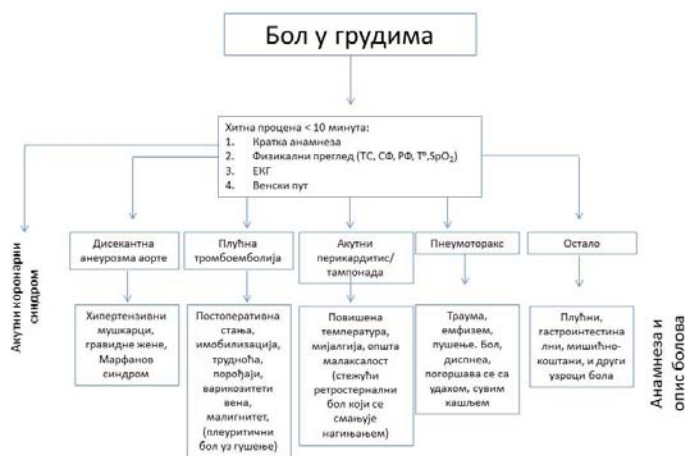 Бол у грудима
Хитна процена < 10 минута:
1. Кратка анамнеза
2. Физикални преглед (ТС, СФ, РФ, Т°,SpO₂)
3. ЕКГ
4. Венски пут
Акутни коронарни
синдром
Дисекантна
анеурозма аорте
Плућна
тромбоемболија
Акутни
перикардитис/
тампонада
Пнеумоторакс
Остало
Хипертензивни
мушкарци,
гравидне жене,
Марфанов
синдром
Постоперативна
стања,
имобилизација,
трудноћа,
порођаји,
варикозитети
вена,
малигнитет,
(плеуритични
бол уз гушење)
Повишена
температура,
мијалгија, општа
малаксалост
(стежући
ретростернални
бол који се
смањује
нагињањем)
Траума,
емфизем,
пушење. Бол,
диспнеа,
погоршава се са
удахом, сувим
кашљем
Плућни,
гастроинтестина
лни, мишићно-
коштани, и други
узроци бола
Анамнеза и
опис болова